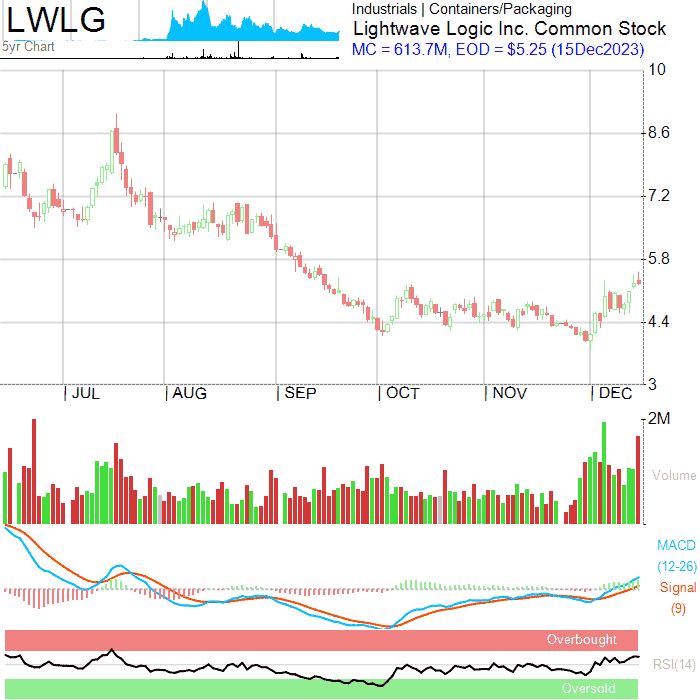 LWLG
5yr Chart
Industrials | Containers/Packaging
Lightwave Logic Inc. Common Stock
MC = 613.7M, EOD = $5.25 (15Dec2023)
10
8.6
7.2
5.8
4.4
3
JUL
AUG
SEP
OCT
NOV
DEC
2M
Volume
MACD
(12-26)
Signal
(9)
Overbought
RSI(14)
Oversold